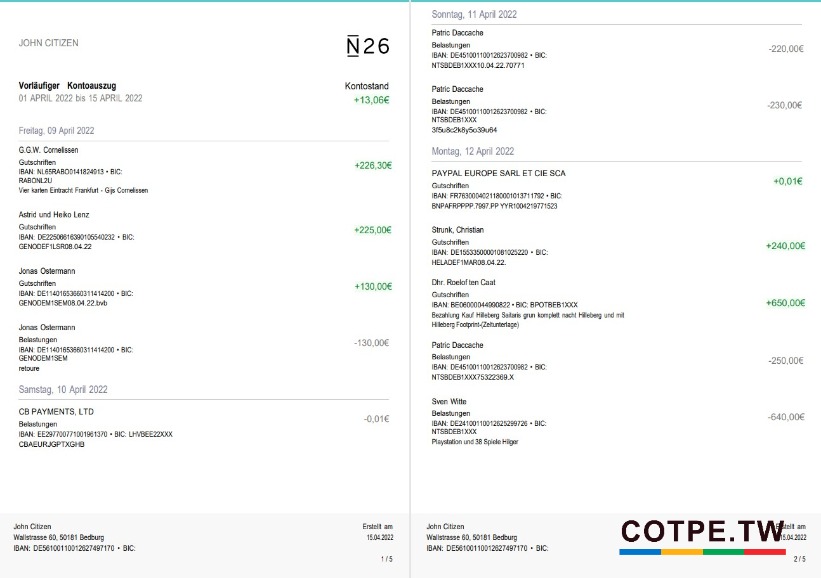 JOHN CITIZEN
N26
Vorläufiger Kontoauszug
Kontostand
01 APRIL 2022 bis 15 APRIL 2022
+13,06€
Freitag, 09 April 2022
G.G.W. Cornelissen
Gutschriften
+226,30€
IBAN: NL65RABO0141824913 • BIC:
RABONL2U
Vier karten Eintracht Frankfurt - Gijs Cornelissen
Astrid und Heiko Lenz
Gutschriften
+225,00€
IBAN: DE22506616390105540232 • BIC:
GENODEF1LSR08.04.22
Jonas Ostermann
Gutschriften
+130,00€
IBAN: DE11401653660311414200 • BIC:
GENODEM1SEM08.04.22.bvb
Jonas Ostermann
Belastungen
-130,00€
IBAN: DE11401653660311414200 • BIC:
GENODEM1SEM
retoure
Samstag, 10 April 2022
CB PAYMENTS, LTD
Belastungen
-0,01€
IBAN: EE297700771001961370 • BIC: LHVBEE22XXX
CBAEURJGPTXGHB
John Citizen
Erstellt am
Wallstrasse 60, 50181 Bedburg
15.04.2022
IBAN: DE56100110012627497170 • BIC:
1 / 5
Sonntag, 11 April 2022
Patric Daccache
Belastungen
-220,00€
IBAN: DE45100110012623700982 • BIC:
NTSBDEB1XXX10.04.22.70771
Patric Daccache
Belastungen
-230,00€
IBAN: DE45100110012623700982 • BIC:
NTSBDEB1XXX
3f5u8c2k8y5o39u64
Montag, 12 April 2022
PAYPAL EUROPE SARL ET CIE SCA
Gutschriften
+0,01€
IBAN: FR7630004021180001013711792 • BIC:
BNPAFRPPPP.7997.PP YYR1004219771523
Strunk, Christian
Gutschriften
+240,00€
IBAN: DE15533500001081025220 • BIC:
HELADEF1MAR08.04.22.
Dhr. Roelof ten Caat
Gutschriften
+650,00€
IBAN: BE06000044990822 • BIC: BPOTBEB1XXX
Bezahlung Kauf Hilleberg Saitaris grun komplett nacht Hilleberg und mit
Hilleberg Footprint-(Zeltunterlage)
Patric Daccache
Belastungen
-250,00€
IBAN: DE45100110012623700982 • BIC:
NTSBDEB1XXX75322369.X
Sven Witte
Belastungen
-640,00€
IBAN: DE24100110012625299726 • BIC:
NTSBDEB1XXX
Playstation und 38 Spiele Hilger
John Citizen
Erstellt am
Wallstrasse 60, 50181 Bedburg
15.04.2022
IBAN: DE56100110012627497170 • BIC:
2 / 5
COTPE.TW